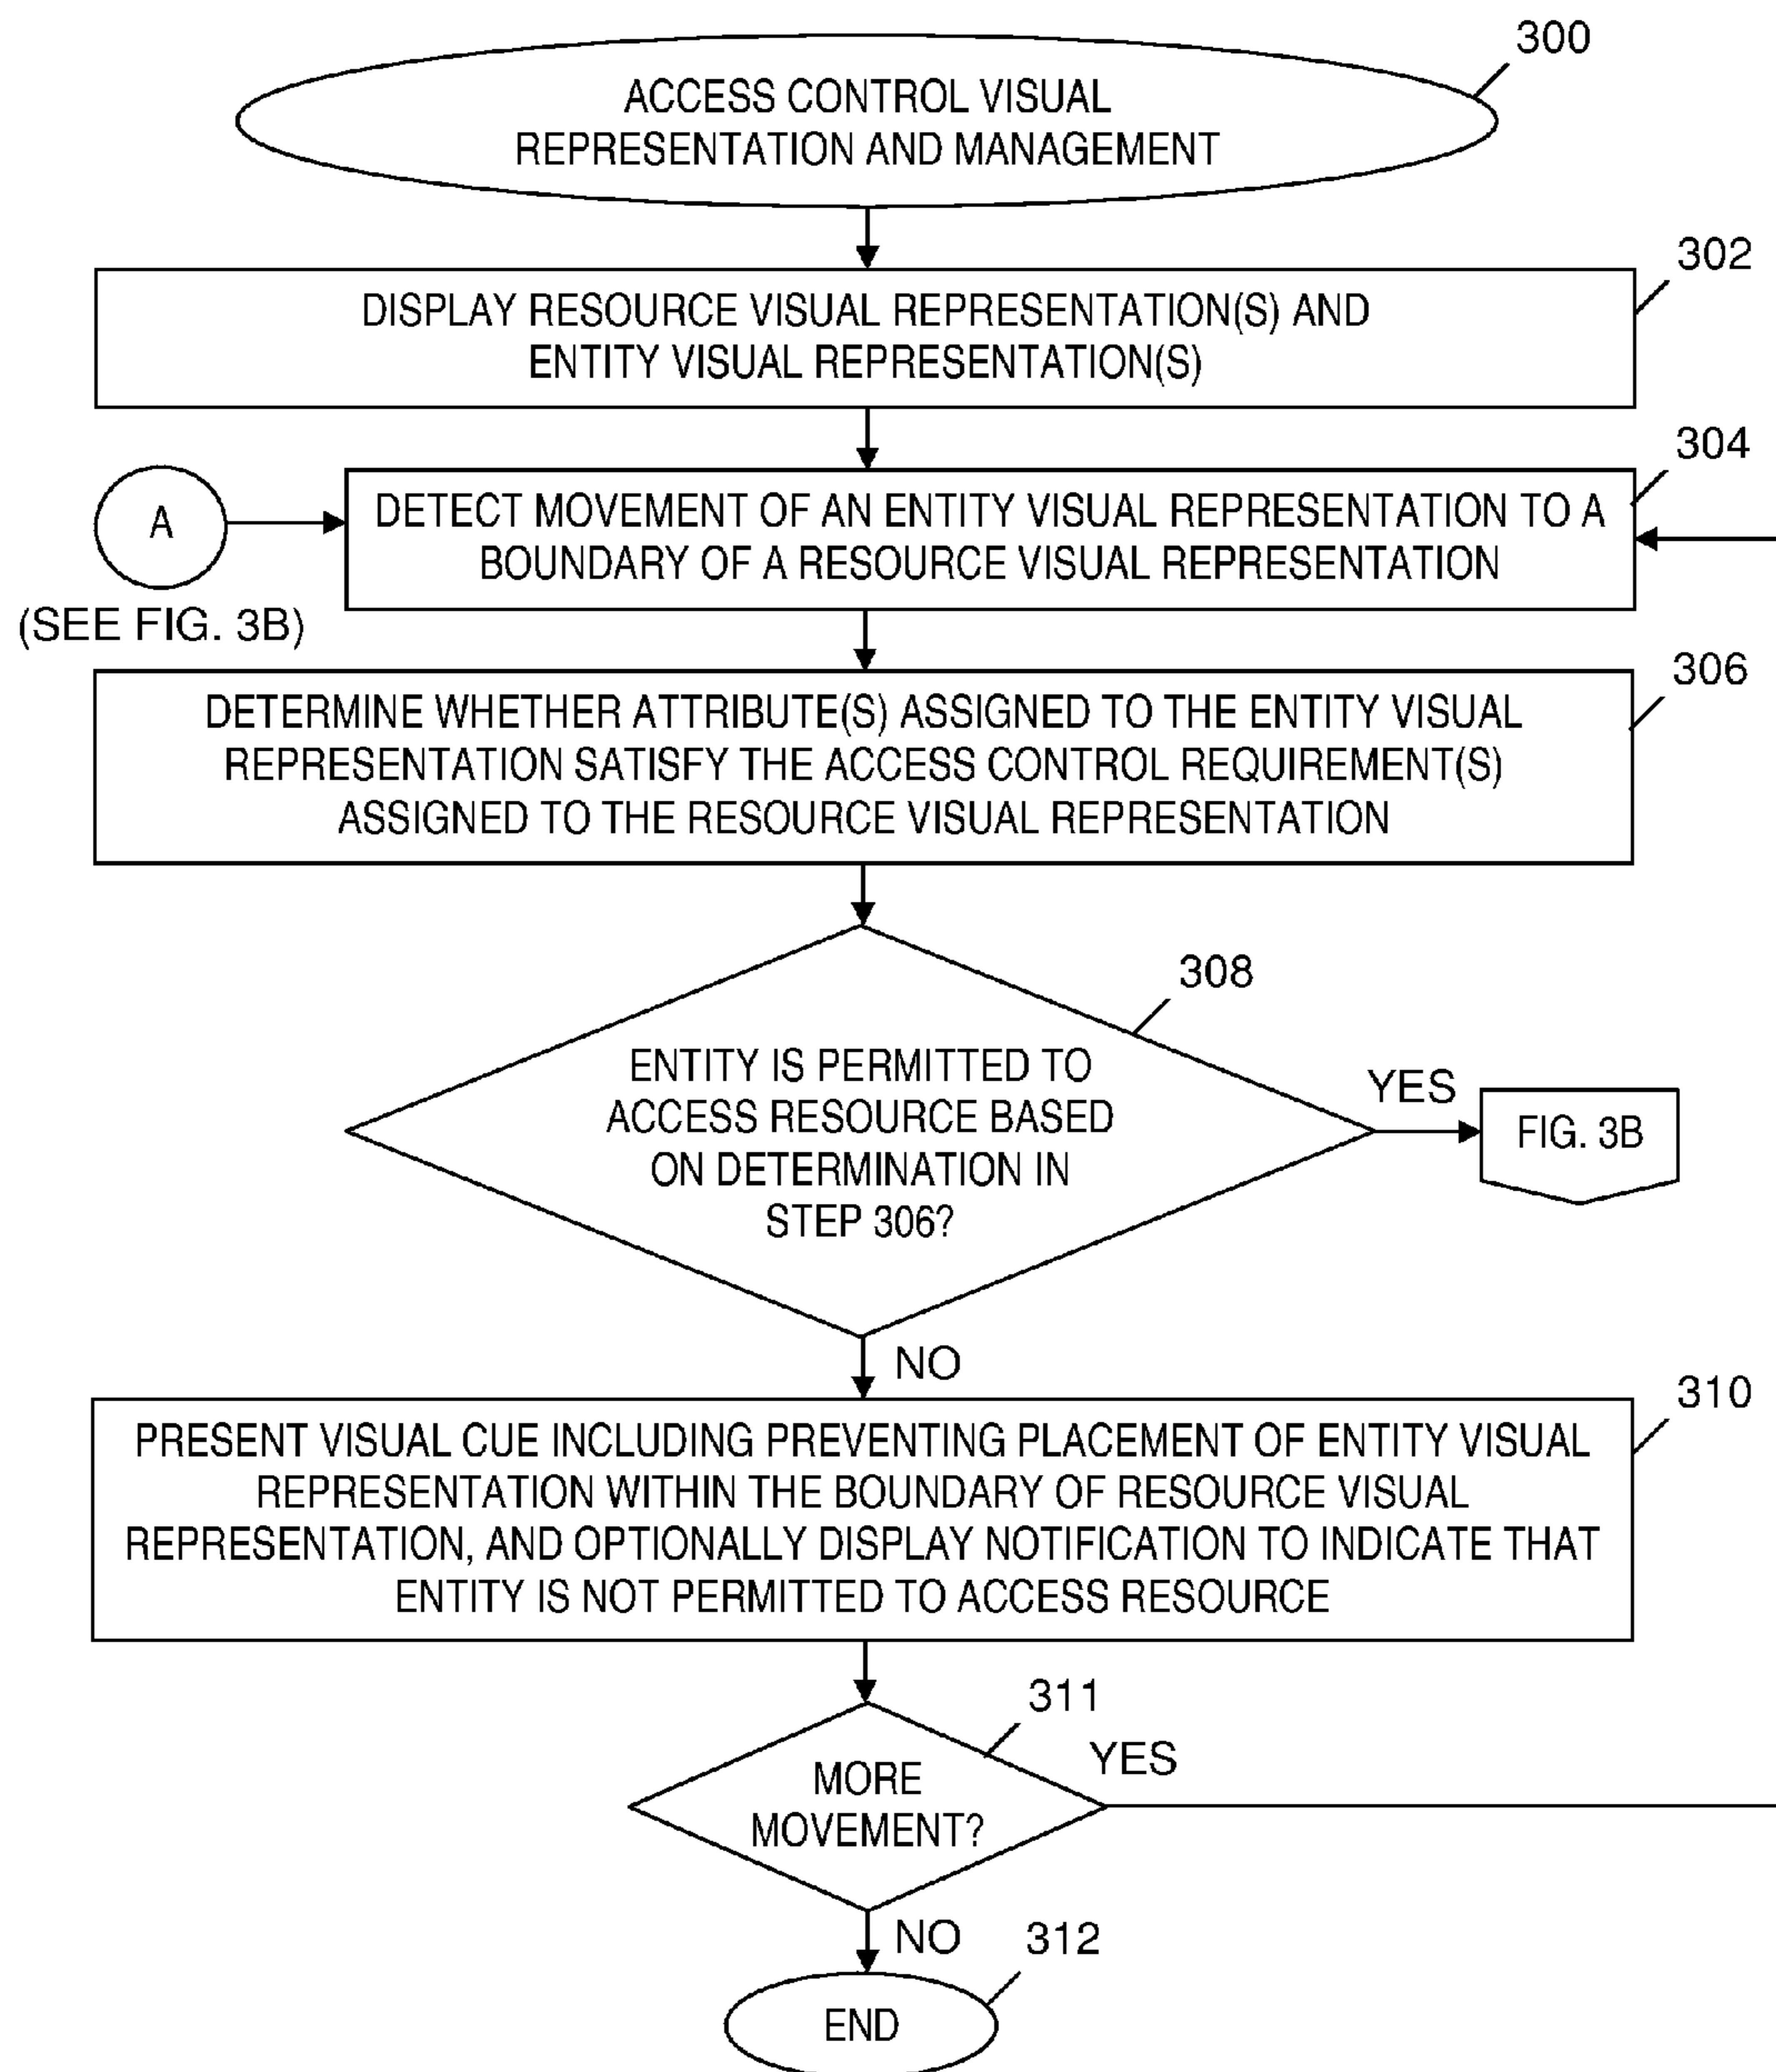 300
ACCESS CONTROL VISUAL
REPRESENTATION AND MANAGEMENT
302
DISPLAY RESOURCE VISUAL REPRESENTATION(S) AND
ENTITY VISUAL REPRESENTATION(S)
304
A
(SEE FIG. 3B)
DETECT MOVEMENT OF AN ENTITY VISUAL REPRESENTATION TO A
BOUNDARY OF A RESOURCE VISUAL REPRESENTATION
306
DETERMINE WHETHER ATTRIBUTE(S) ASSIGNED TO THE ENTITY VISUAL
REPRESENTATION SATISFY THE ACCESS CONTROL REQUIREMENT(S)
ASSIGNED TO THE RESOURCE VISUAL REPRESENTATION
308
ENTITY IS PERMITTED TO
ACCESS RESOURCE BASED
ON DETERMINATION IN
STEP 306?
YES
FIG. 3B
NO
310
PRESENT VISUAL CUE INCLUDING PREVENTING PLACEMENT OF ENTITY VISUAL
REPRESENTATION WITHIN THE BOUNDARY OF RESOURCE VISUAL
REPRESENTATION, AND OPTIONALLY DISPLAY NOTIFICATION TO INDICATE THAT
ENTITY IS NOT PERMITTED TO ACCESS RESOURCE
311
MORE
MOVEMENT?
YES
NO
312
END